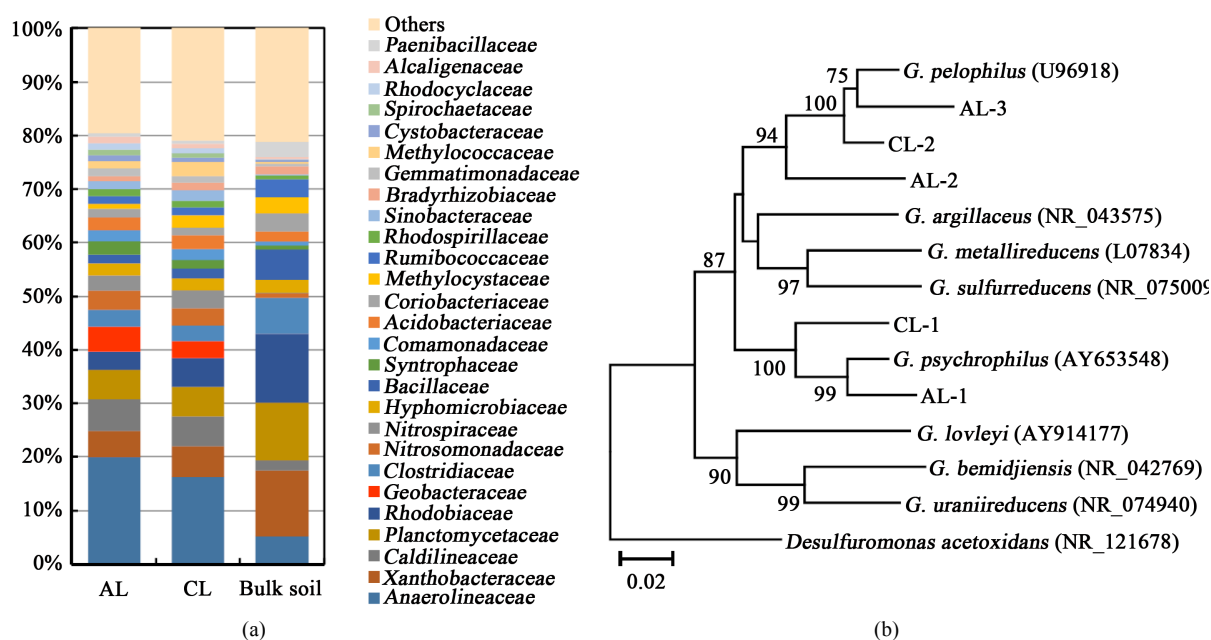 100%
90%
80%
70%
60%
50%
40%
30%
20%
10%
0%
AL
CL
Bulk soil
Others
Paenibacillaceae
Alcaligenaceae
Rhodocyclaceae
Spirochaetaceae
Cystobacteraceae
Methylococcaceae
Gemmatimonadaceae
Bradyrhizobiaceae
Sinobacteraceae
Rhodospirillaceae
Rumibococcaceae
Methylocystaceae
Coriobacteriaceae
Acidobacteriaceae
Comamonadaceae
Syntrophaceae
Bacillaceae
Hyphomicrobiaceae
Nitrospiraceae
Nitrosomonadaceae
Clostridiaceae
Geobacteraceae
Rhodobiaceae
Planctomycetaceae
Caldilineaceae
Xanthobacteraceae
Anaerolineaceae
(a)
75
G. pelophilus (U96918)
100
AL-3
94
CL-2
AL-2
G. argillaceus (NR_043575)
87
G. metallireducens (L07834)
97
G. sulfurreducens (NR_075009
CL-1
100
G. psychrophilus (AY653548)
99
AL-1
G. lovleyi (AY914177)
90
G. bemidjiensis (NR_042769)
99
G. uraniireducens (NR_074940)
Desulfuromonas acetoxidans (NR_121678)
0.02
(b)